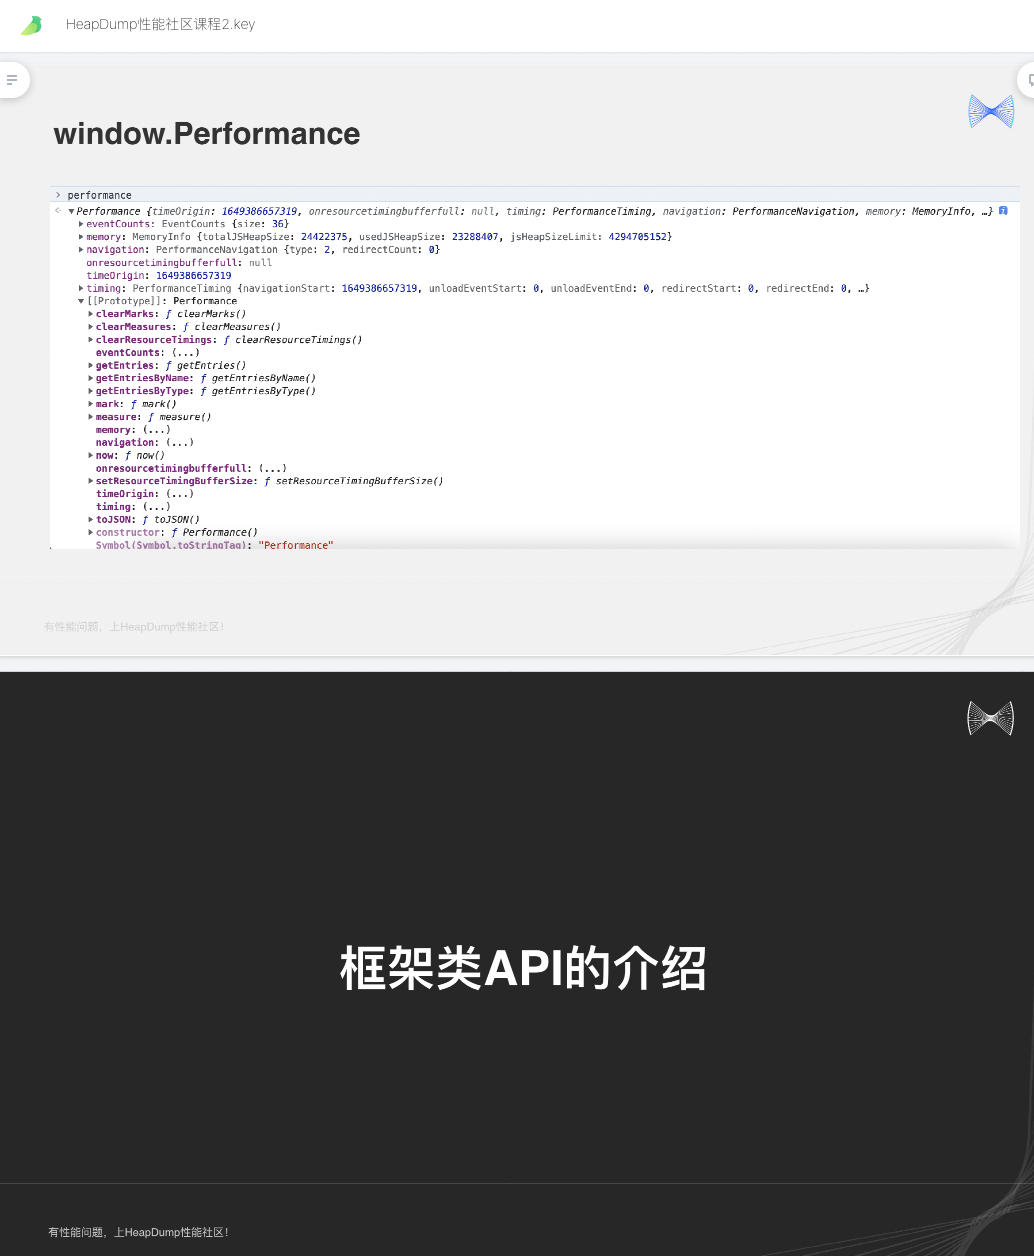 HeapDump性能社区课程2.key
window.Performance
> performance
< ▼Performance {timeOrigin: 1649386657319, onresourcetimingbufferfull: null, timing: PerformanceTiming, navigation: PerformanceNavigation, memory: MemoryInfo, …}
▶eventCounts: EventCounts {size: 36}
▶memory: MemoryInfo {totalJSHeapSize: 24422375, usedJSHeapSize: 23288407, jsHeapSizeLimit: 4294705152}
▶navigation: PerformanceNavigation {type: 2, redirectCount: 0}
onresourcetimingbufferfull: null
timeOrigin: 1649386657319
▶timing: PerformanceTiming {navigationStart: 1649386657319, unloadEventStart: 0, unloadEventEnd: 0, redirectStart: 0, redirectEnd: 0, …}
▼[[Prototype]]: Performance
▶clearMarks: ƒ clearMarks()
▶clearMeasures: ƒ clearMeasures()
▶clearResourceTimings: ƒ clearResourceTimings()
eventCounts: (...)
▶getEntries: ƒ getEntries()
▶getEntriesByName: ƒ getEntriesByName()
▶getEntriesByType: ƒ getEntriesByType()
▶mark: ƒ mark()
▶measure: ƒ measure()
memory: (...)
navigation: (...)
▶now: ƒ now()
onresourcetimingbufferfull: (...)
▶setResourceTimingBufferSize: ƒ setResourceTimingBufferSize()
timeOrigin: (...)
timing: (...)
▶toJSON: ƒ toJSON()
▶constructor: ƒ Performance()
Symbol(Symbol.toStringTag): "Performance"
有性能问题，上HeapDump性能社区！
框架类API的介绍
有性能问题，上HeapDump性能社区！